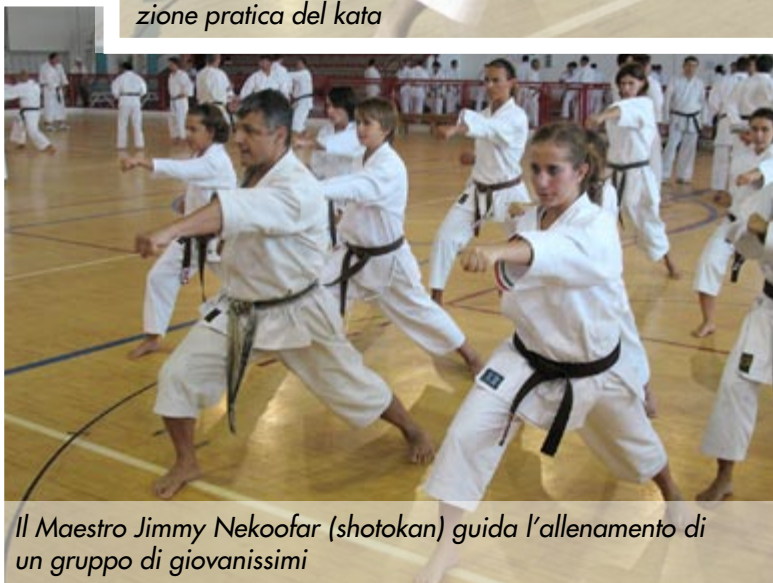 zione pratica del kata
Il Maestro Jimmy Nekoofar (shotokan) guida l'allenamento di
un gruppo di giovanissimi